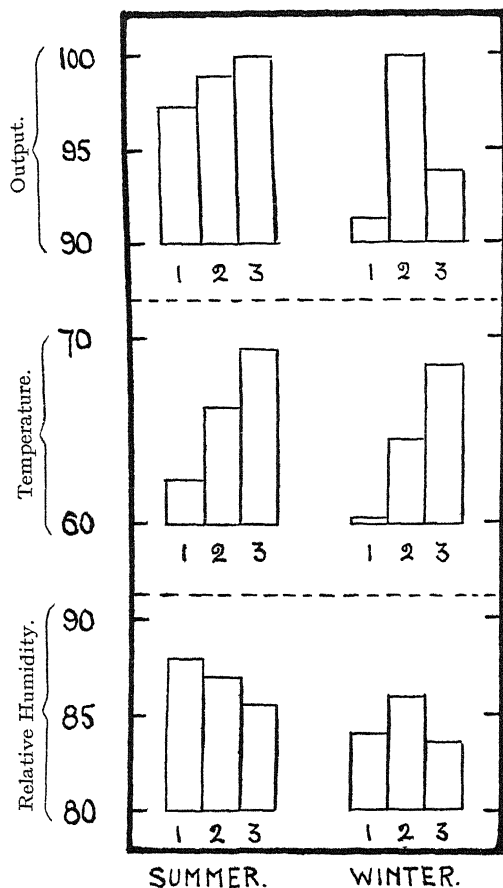 Output.
100
95
90
1 2 3
1 2 3
Temperature.
70
60
1 2 3
1 2 3
Relative Humidity.
90
85
80
1 2 3
1 2 3
SUMMER. WINTER.